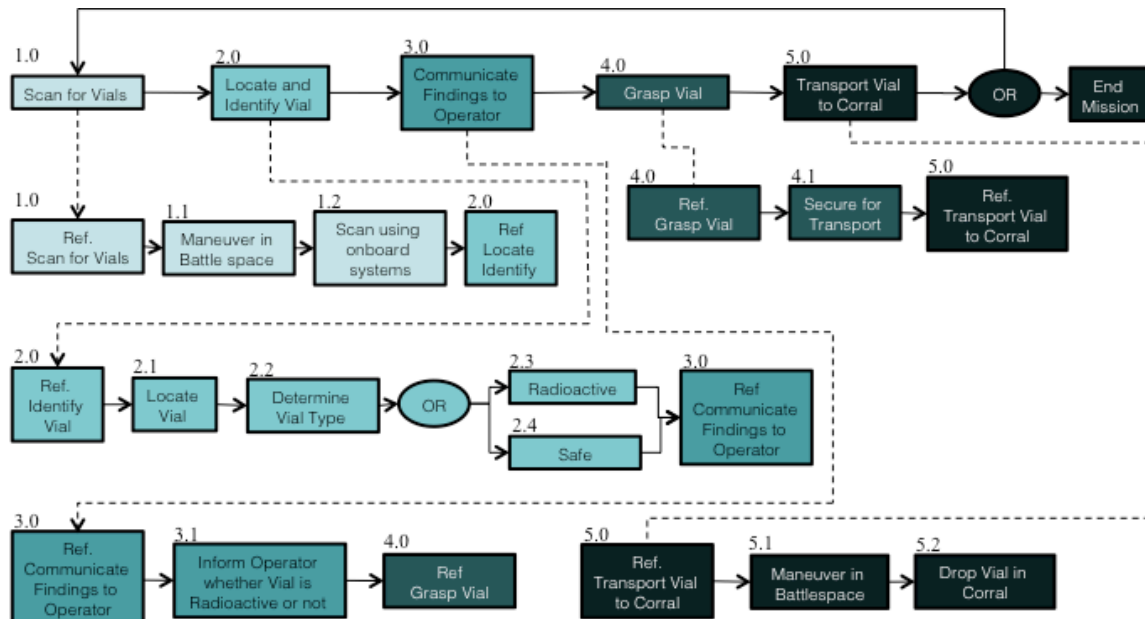 1.0
Scan for Vials
2.0
Locate and
Identify Vial
3.0
Communicate
Findings to
Operator
4.0
Grasp Vial
5.0
Transport Vial
to Corral
OR
End
Mission
1.0
Ref.
Scan for Vials
1.1
Maneuver in
Battle space
1.2
Scan using
onboard
systems
2.0
Ref
Locate
Identify
4.0
Ref.
Grasp Vial
4.1
Secure for
Transport
5.0
Ref.
Transport Vial
to Corral
2.0
Ref.
Identify
Vial
2.1
Locate
Vial
2.2
Determine
Vial Type
OR
2.3
Radioactive
2.4
Safe
3.0
Ref
Communicate
Findings to
Operator
3.0
Ref.
Communicate
Findings to
Operator
3.1
Inform Operator
whether Vial is
Radioactive or not
4.0
Ref
Grasp Vial
5.0
Ref.
Transport Vial
to Corral
5.1
Maneuver in
Battlespace
5.2
Drop Vial in
Corral